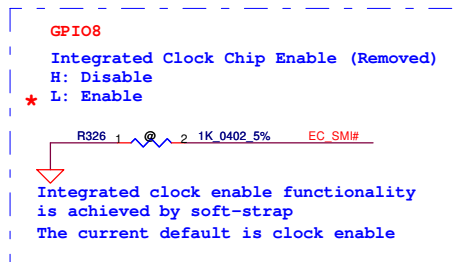 GPIO8
Integrated Clock Chip Enable (Removed)
H: Disable
* L: Enable
R326 1 @ 2 1K_0402_5% EC_SMI#
Integrated clock enable functionality
is achieved by soft-strap
The current default is clock enable